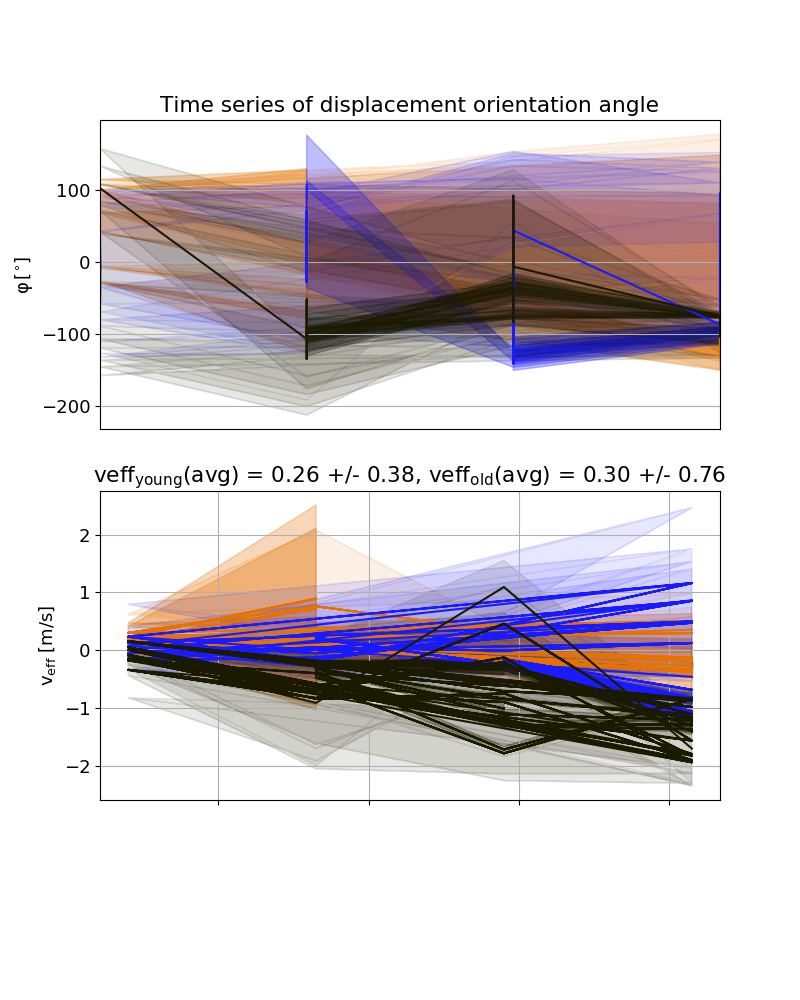 Time series of displacement orientation angle
100
0
−100
−200
φ [°]
veff_young(avg) = 0.26 +/- 0.38, veff_old(avg) = 0.30 +/- 0.76
2
1
0
−1
−2
v_eff [m/s]